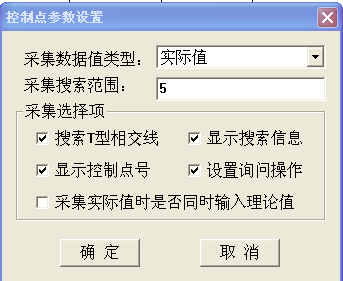 控制点参数设置
采集数据值类型： 实际值
采集搜索范围： 5
采集选择项
搜索T型相交线 显示搜索信息
显示控制点号 设置询问操作
采集实际值时是否同时输入理论值
确 定 取 消